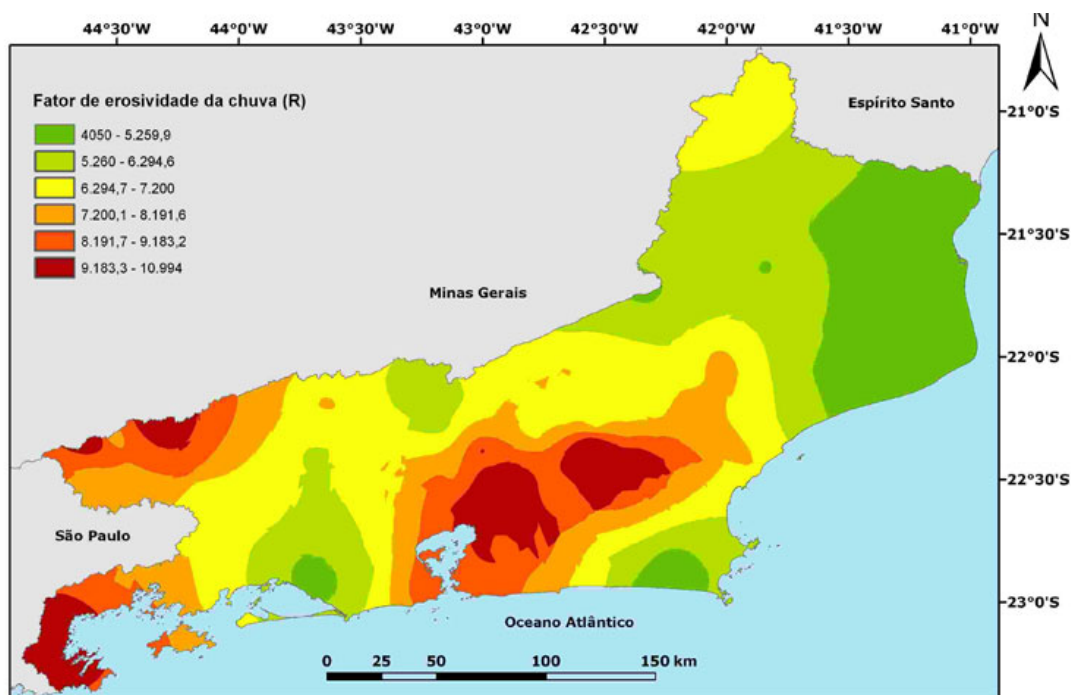 44°30'W 44°0'W 43°30'W 43°0'W 42°30'W 42°0'W 41°30'W 41°0'W
N
Fator de erosividade da chuva (R)
4050 - 5.259,9
5.260 - 6.294,6
6.294,7 - 7.200
7.200,1 - 8.191,6
8.191,7 - 9.183,2
9.183,3 - 10.994
Espírito Santo
21°0'S
21°30'S
Minas Gerais
22°0'S
22°30'S
São Paulo
23°0'S
Oceano Atlântico
0 25 50 100 150 km